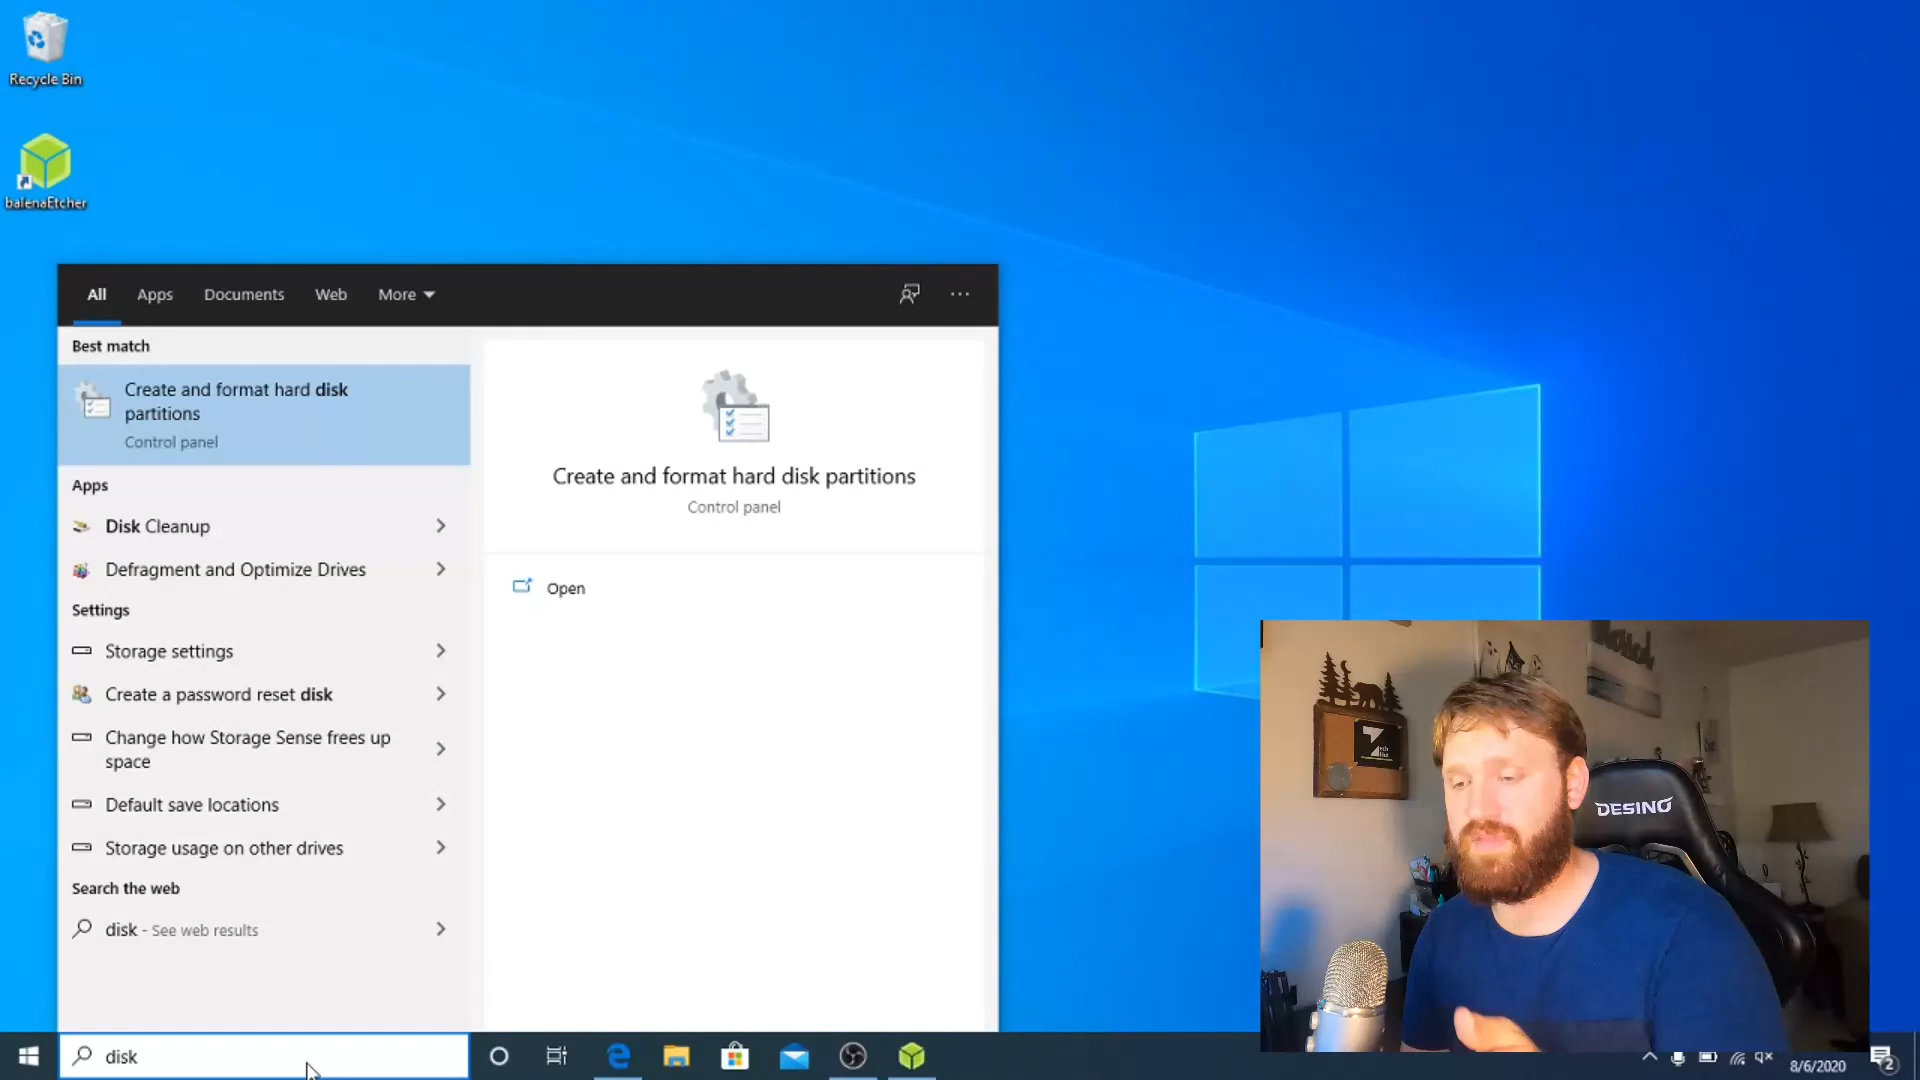 Recycle Bin
balenaEtcher
All Apps Documents Web More
Best match
Create and format hard disk
partitions
Control panel
Apps
Disk Cleanup
Defragment and Optimize Drives
Settings
Storage settings
Create a password reset disk
Change how Storage Sense frees up
space
Default save locations
Storage usage on other drives
Search the web
disk - See web results
Create and format hard disk partitions
Control panel
Open
DESINO
disk
8/6/2020
2